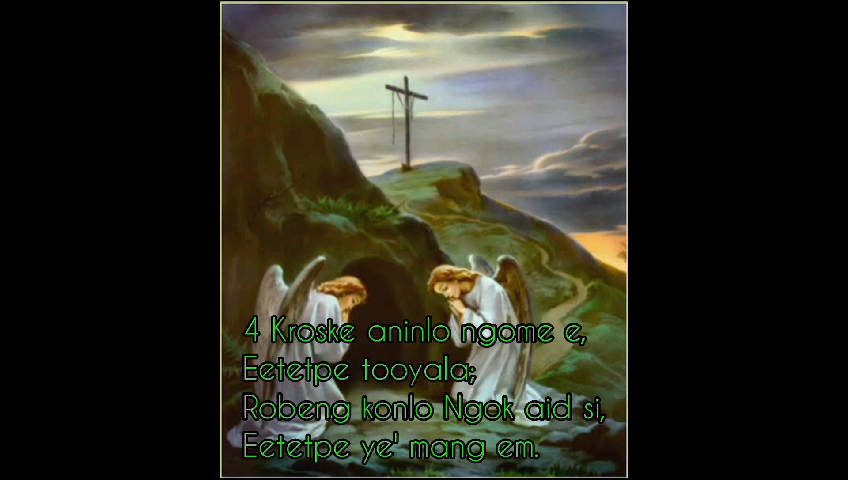 4 Kroske aninlo ngome e,
Eetetpe tooyala;
Robeng konlo Ngok aid si,
Eetetpe ye' mang em.